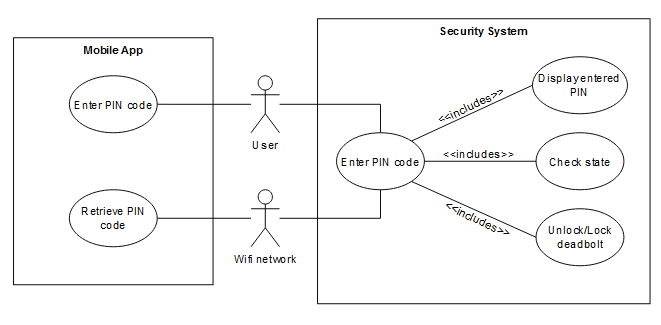 Mobile App
Security System
Enter PIN code
User
Retrieve PIN
code
Wifi network
Enter PIN code
<<includes>>
Display entered
PIN
<<includes>>
Check state
<<includes>>
Unlock/Lock
deadbolt